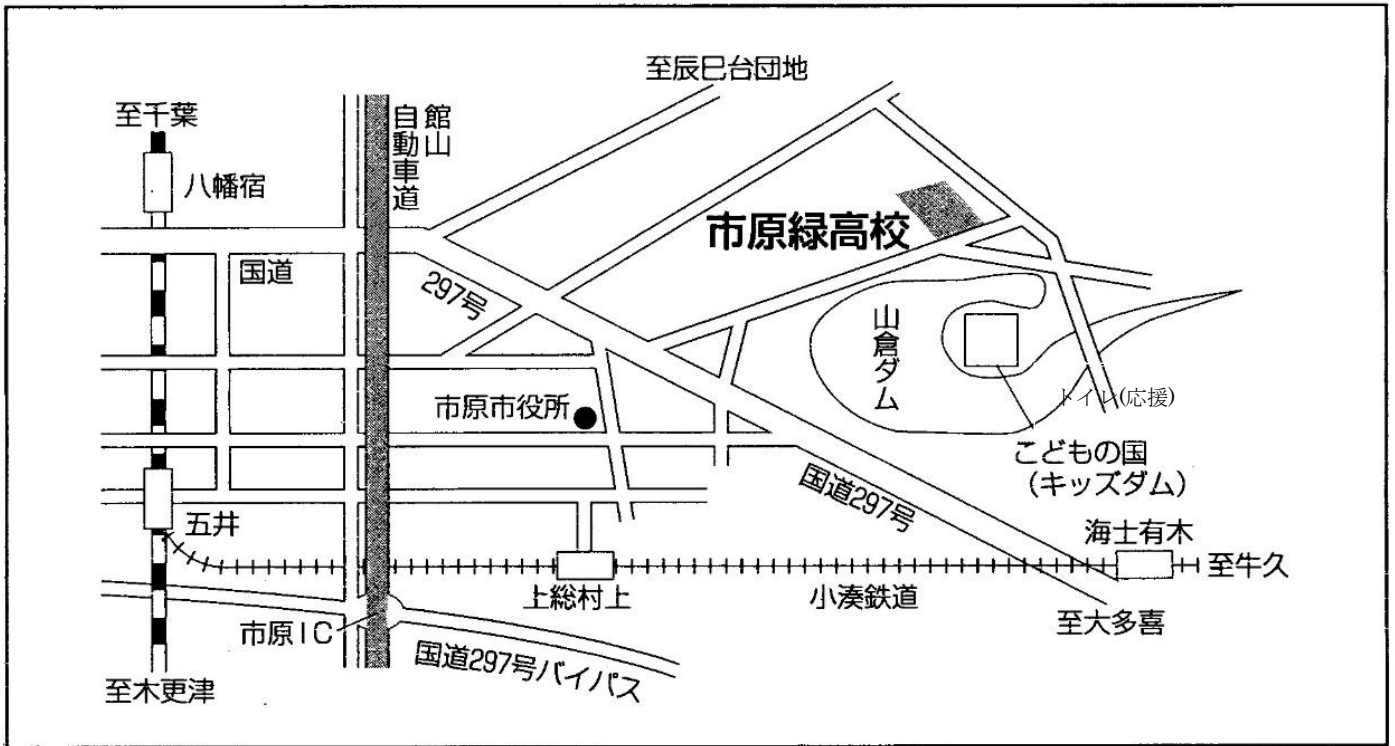 至辰巳台団地
至千葉
館山
自動車道
八幡宿
市原緑高校
国道
297号
山倉ダム
トイレ(応援)
市原市役所
こどもの国
(キッズダム)
国道297号
五井
海士有木
至牛久
上総村上
小湊鉄道
至大多喜
市原IC
国道297号バイパス
至木更津